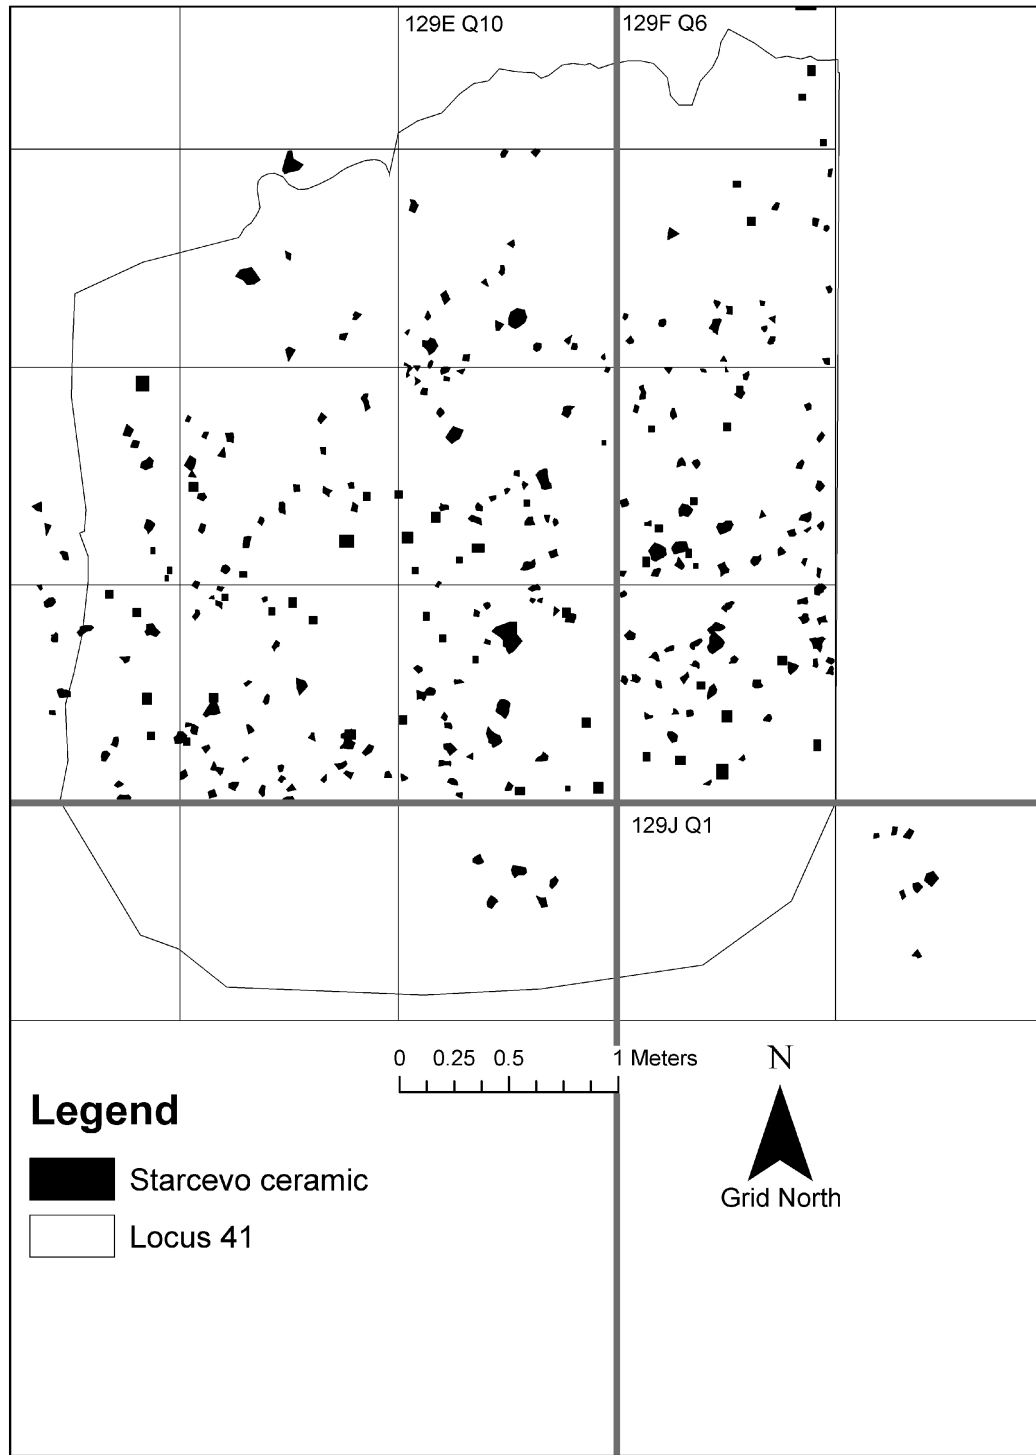 129E Q10
129F Q6
129J Q1
0 0.25 0.5 1 Meters
N
Grid North
Legend
Starcevo ceramic
Locus 41